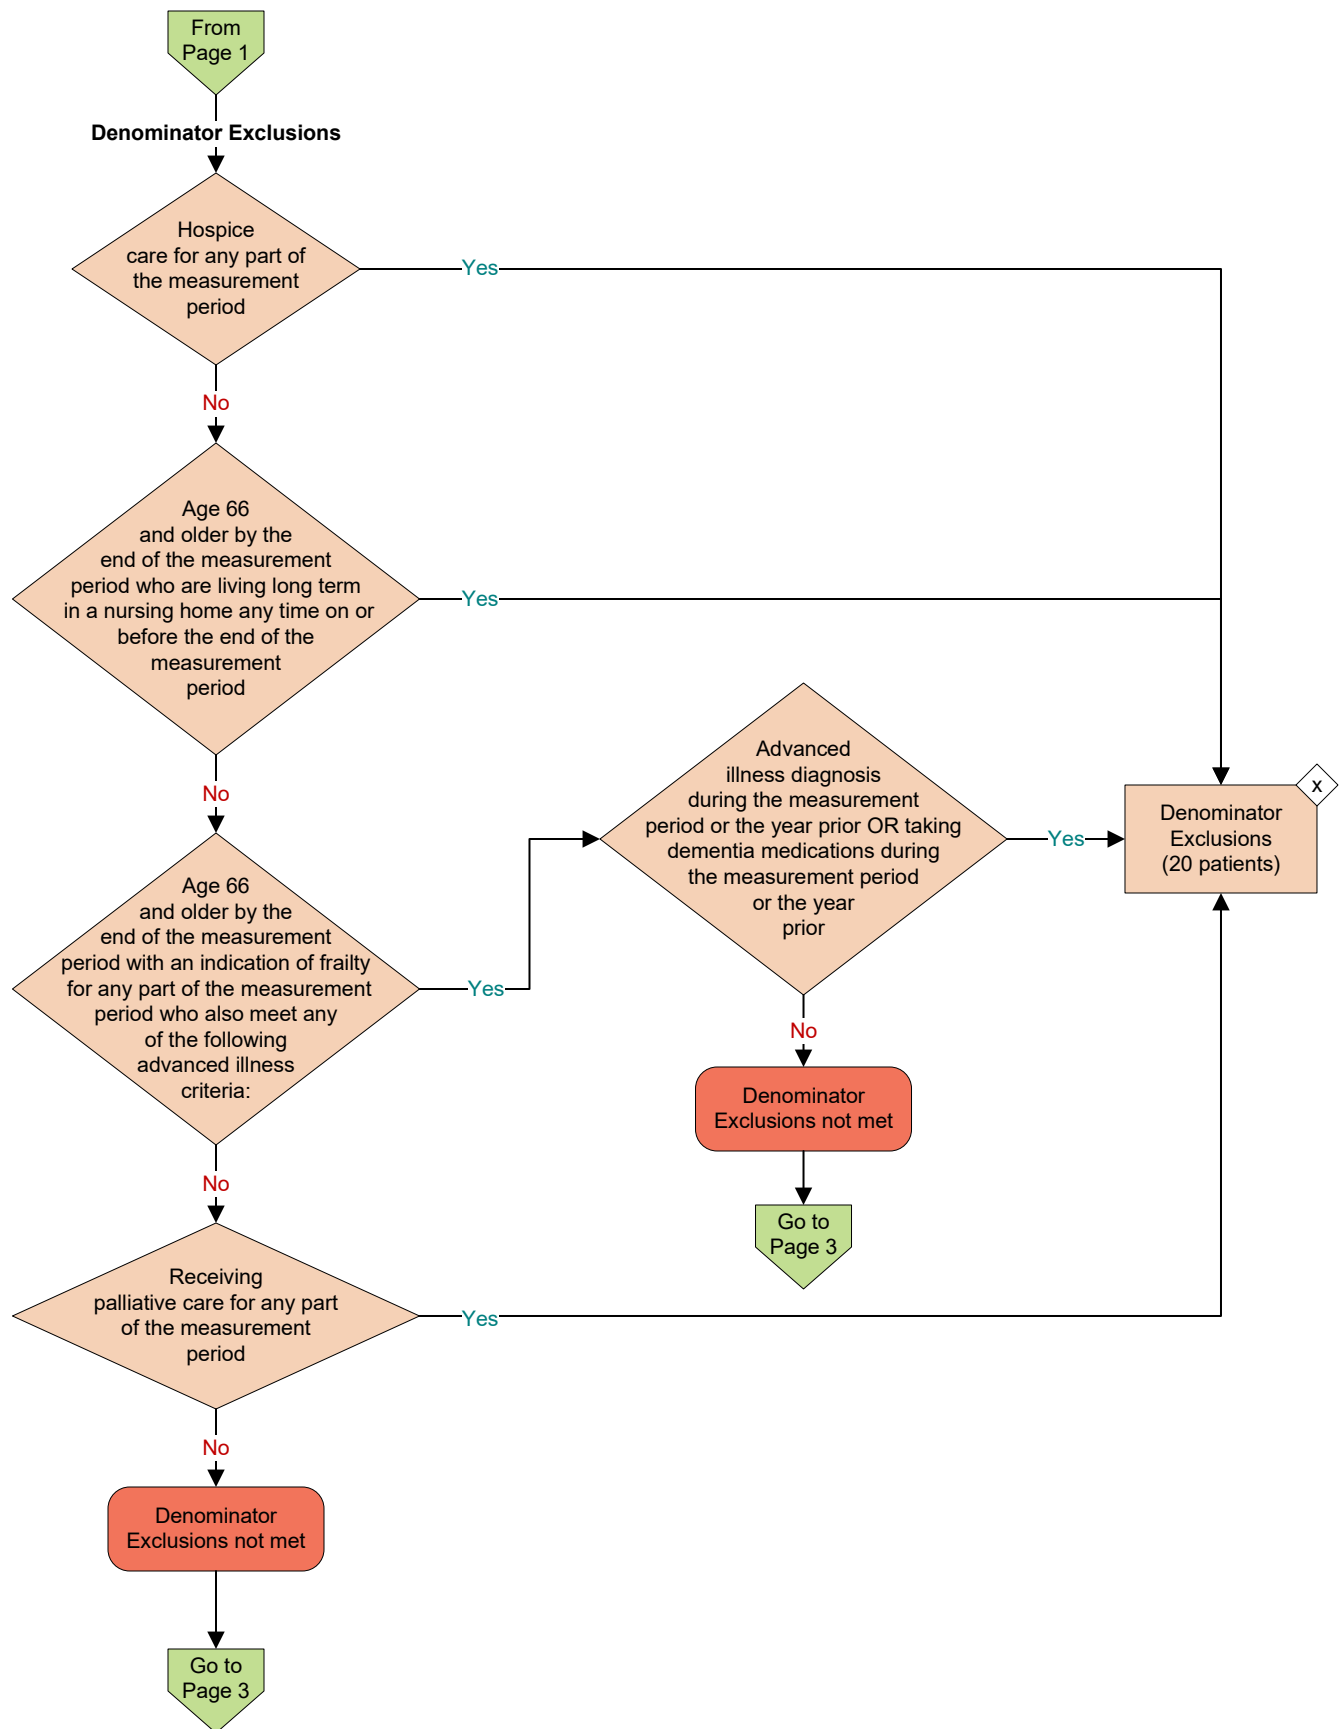 From
Page 1
Denominator Exclusions
Hospice
care for any part of
the measurement
period
Yes
No
Age 66
and older by the
end of the measurement
period who are living long term
in a nursing home any time on or
before the end of the
measurement
period
Yes
No
Age 66
and older by the
end of the measurement
period with an indication of frailty
for any part of the measurement
period who also meet any
of the following
advanced illness
criteria:
Yes
Advanced
illness diagnosis
during the measurement
period or the year prior OR taking
dementia medications during
the measurement period
or the year
prior
Yes
x
Denominator
Exclusions
(20 patients)
No
Denominator
Exclusions not met
Go to
Page 3
No
Receiving
palliative care for any part
of the measurement
period
Yes
No
Denominator
Exclusions not met
Go to
Page 3